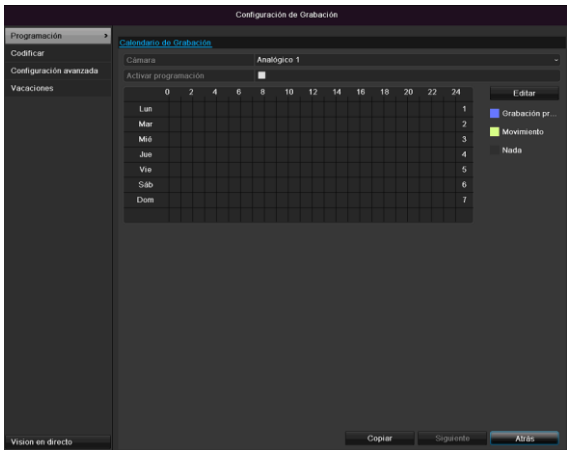 Configuración de Grabación
Programación >
Codificar
Configuración avanzada
Vacaciones
Vision en directo
Calendario de Grabación
Cámara Analógico 1
Activar programación
0 2 4 6 8 10 12 14 16 18 20 22 24
Lun 1
Mar 2
Mié 3
Jue 4
Vie 5
Sáb 6
Dom 7
Editar
Grabación pr...
Movimiento
Nada
Copiar Siguiente Atrás